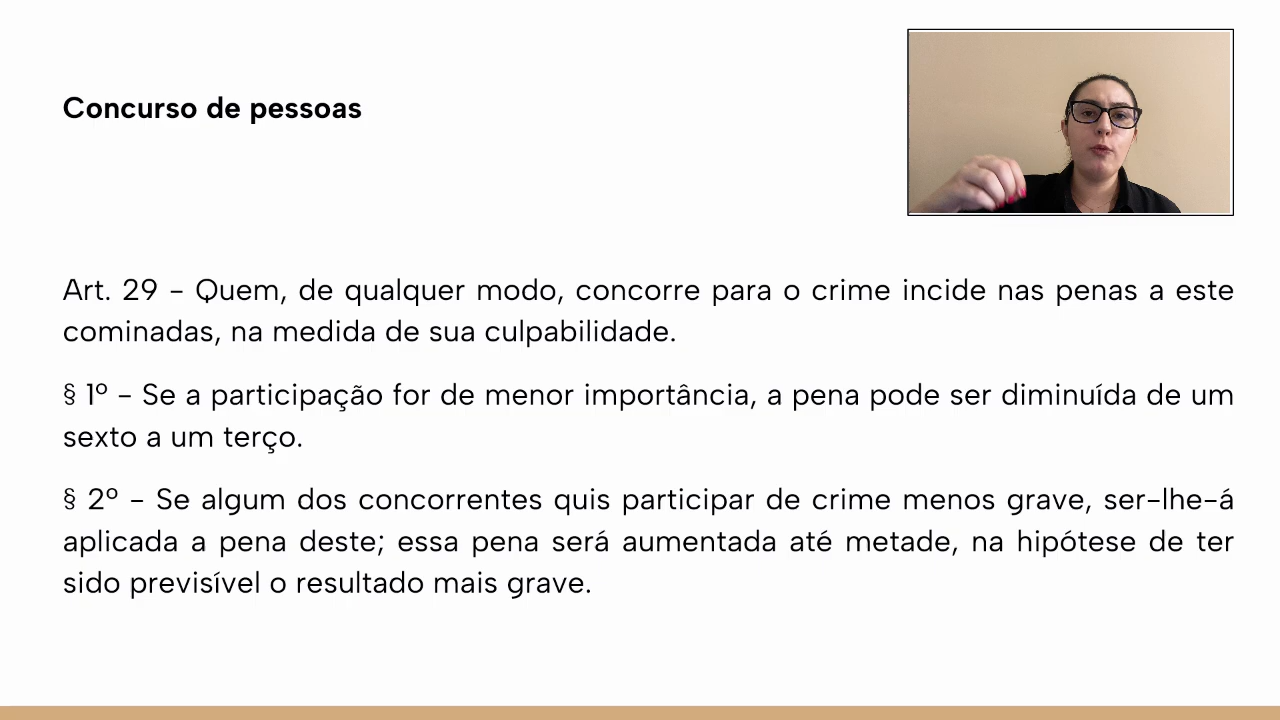 Concurso de pessoas
Art. 29 – Quem, de qualquer modo, concorre para o crime incide nas penas a este
cominadas, na medida de sua culpabilidade.
§ 1º – Se a participação for de menor importância, a pena pode ser diminuída de um
sexto a um terço.
§ 2º – Se algum dos concorrentes quis participar de crime menos grave, ser-lhe-á
aplicada a pena deste; essa pena será aumentada até metade, na hipótese de ter
sido previsível o resultado mais grave.